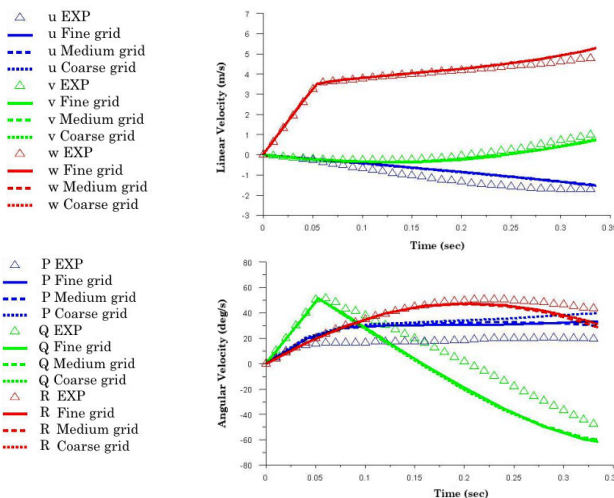 u EXP
u Fine grid
u Medium grid
u Coarse grid
v EXP
v Fine grid
v Medium grid
v Coarse grid
w EXP
w Fine grid
w Medium grid
w Coarse grid
Linear Velocity (m/s)
7
6
5
4
3
2
1
0
-1
-2
-3
0 0.05 0.1 0.15 0.2 0.25 0.3 0.35
Time (sec)
P EXP
P Fine grid
P Medium grid
P Coarse grid
Q EXP
Q Fine grid
Q Medium grid
Q Coarse grid
R EXP
R Fine grid
R Medium grid
R Coarse grid
Angular Velocity (deg/s)
80
60
40
20
0
-20
-40
-60
-80
0 0.05 0.1 0.15 0.2 0.25 0.3
Time (sec)